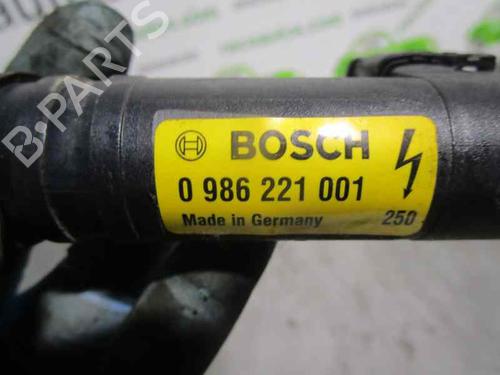 BOSCH
0 986 221 001
Made in Germany 250
B-PARTS